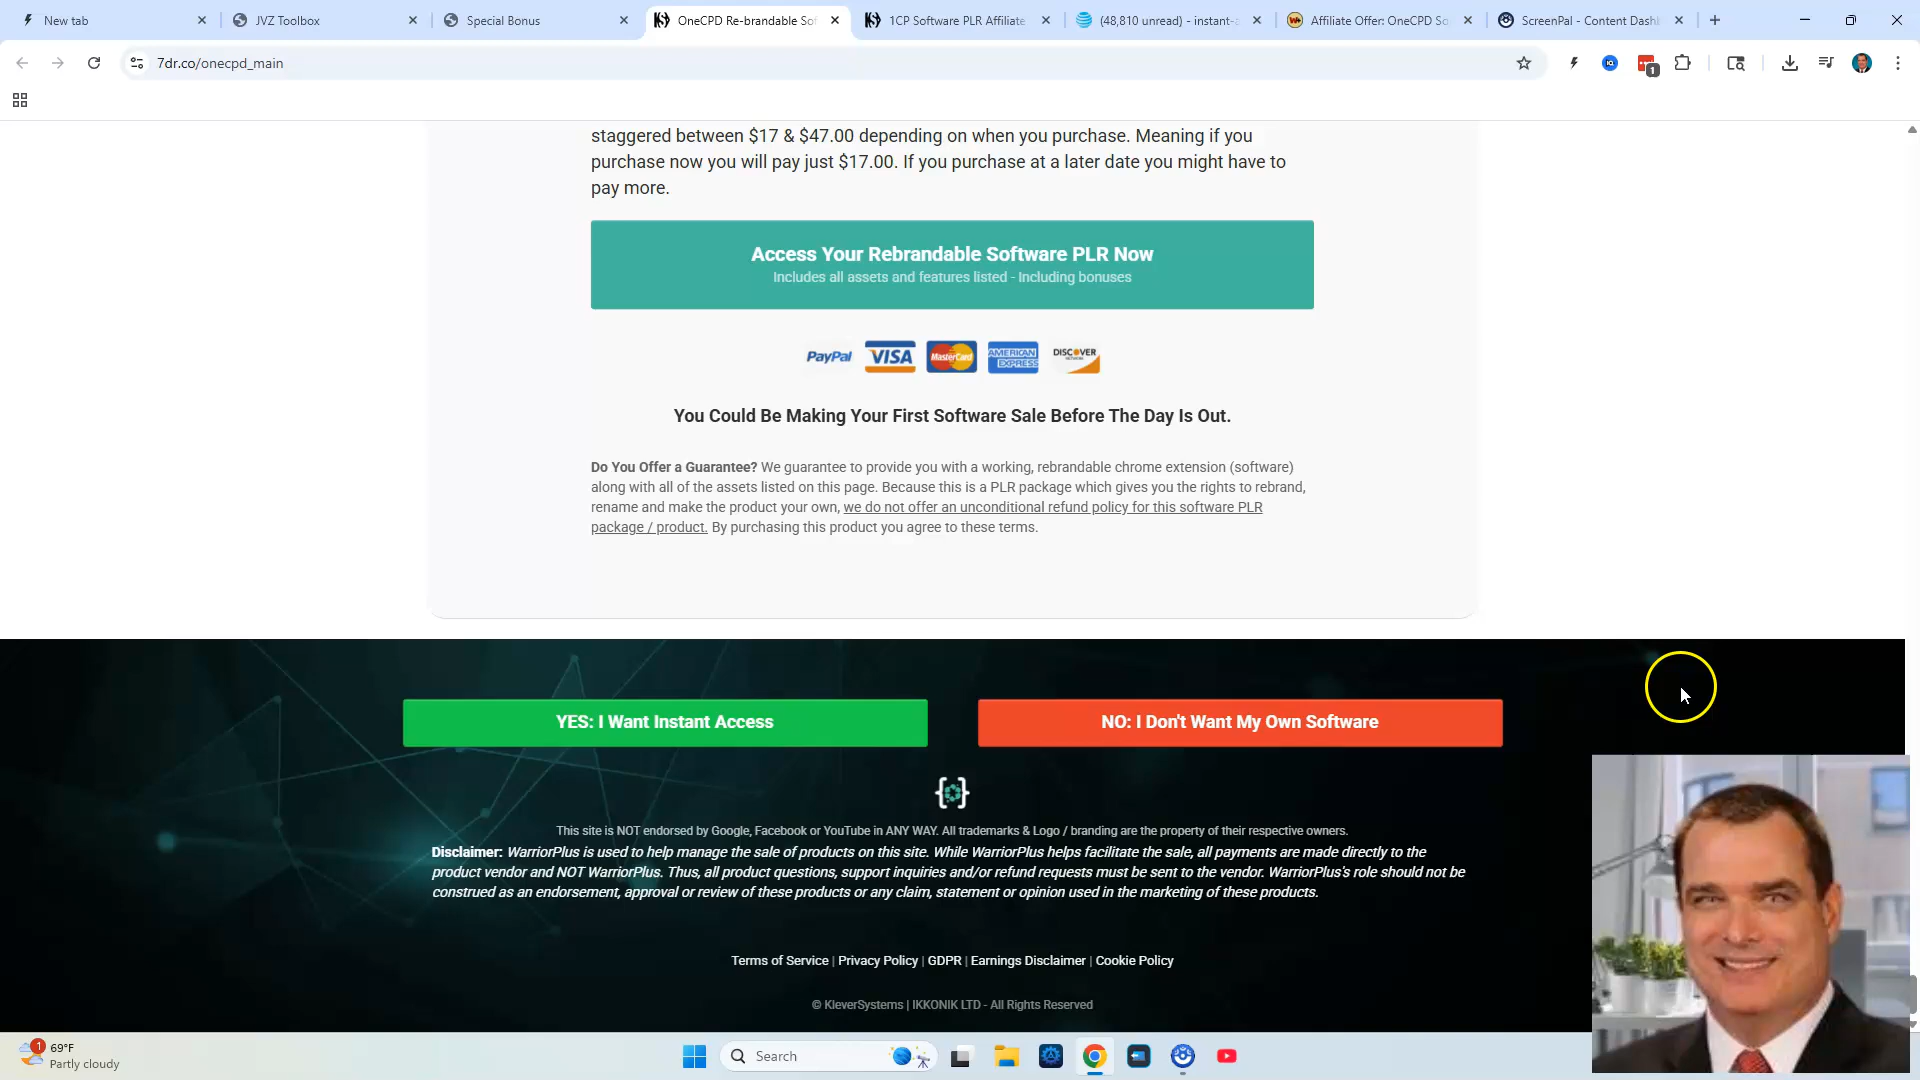 New tab
JVZ Toolbox
Special Bonus
OneCPD Re-brandable Sof
1CP Software PLR Affiliate
(48,810 unread) - instant-a
Affiliate Offer: OneCPD So
ScreenPal - Content Dash
7dr.co/onecpd_main
1
staggered between $17 & $47.00 depending on when you purchase. Meaning if you
purchase now you will pay just $17.00. If you purchase at a later date you might have to
pay more.
Access Your Rebrandable Software PLR Now
Includes all assets and features listed - Including bonuses
PayPal VISA MasterCard AMERICAN EXPRESS DISCOVER NETWORK
You Could Be Making Your First Software Sale Before The Day Is Out.
Do You Offer a Guarantee? We guarantee to provide you with a working, rebrandable chrome extension (software)
along with all of the assets listed on this page. Because this is a PLR package which gives you the rights to rebrand,
rename and make the product your own, we do not offer an unconditional refund policy for this software PLR
package / product. By purchasing this product you agree to these terms.
YES: I Want Instant Access
NO: I Don't Want My Own Software
This site is NOT endorsed by Google, Facebook or YouTube in ANY WAY. All trademarks & Logo / branding are the property of their respective owners.
Disclaimer: WarriorPlus is used to help manage the sale of products on this site. While WarriorPlus helps facilitate the sale, all payments are made directly to the
product vendor and NOT WarriorPlus. Thus, all product questions, support inquiries and/or refund requests must be sent to the vendor. WarriorPlus's role should not be
construed as an endorsement, approval or review of these products or any claim, statement or opinion used in the marketing of these products.
Terms of Service | Privacy Policy | GDPR | Earnings Disclaimer | Cookie Policy
© KleverSystems | IKKONIK LTD - All Rights Reserved
1
69°F
Partly cloudy
Search